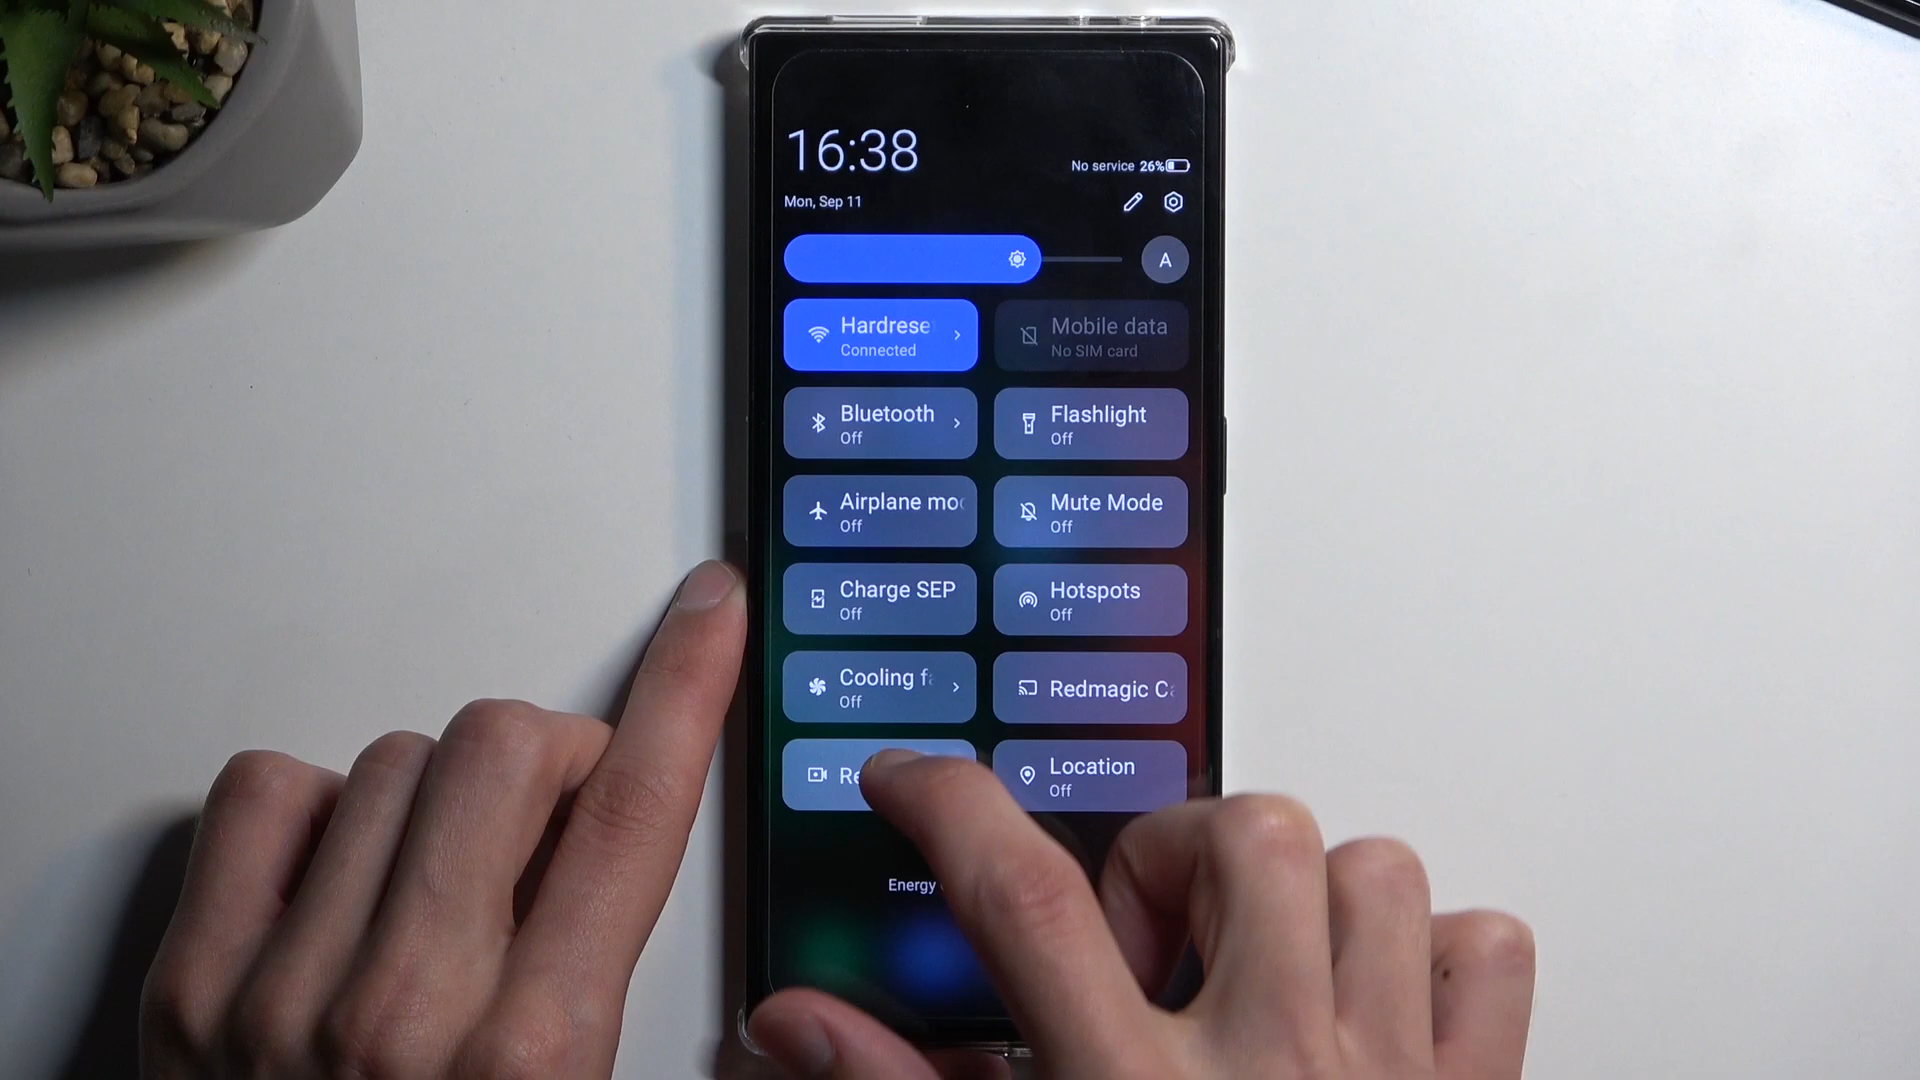 16:38
No service 26%
Mon, Sep 11
A
Hardrese
Connected
Mobile data
No SIM card
Bluetooth
Off
Flashlight
Off
Airplane mo
Off
Mute Mode
Off
Charge SEP
Off
Hotspots
Off
Cooling f
Off
Redmagic C
Re
Location
Off
Energy